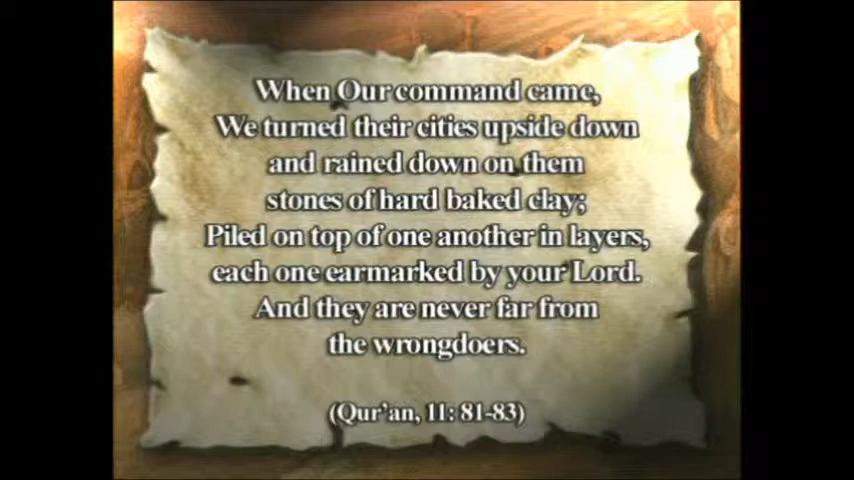 When Our command came,
We turned their cities upside down
and rained down on them
stones of hard baked clay;
Piled on top of one another in layers,
each one earmarked by your Lord.
And they are never far from
the wrongdoers.
(Qur'an, 11: 81-83)